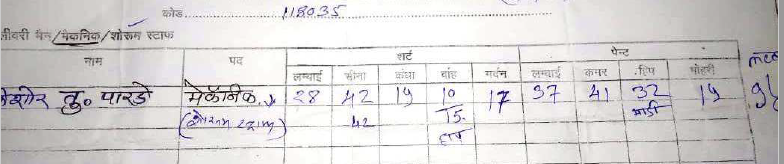 कोड 118035
लीवरी मैन/मैकनिक/शोरूम स्टाफ
नाम पद शर्ट पेन्ट
लम्बाई सीना कंधा बांह गर्दन लम्बाई कमर हिप मोहरी
तु. पारडे मेकॅनिक 28 42 19 10 17 37 41 32 19
42 15
हाफ